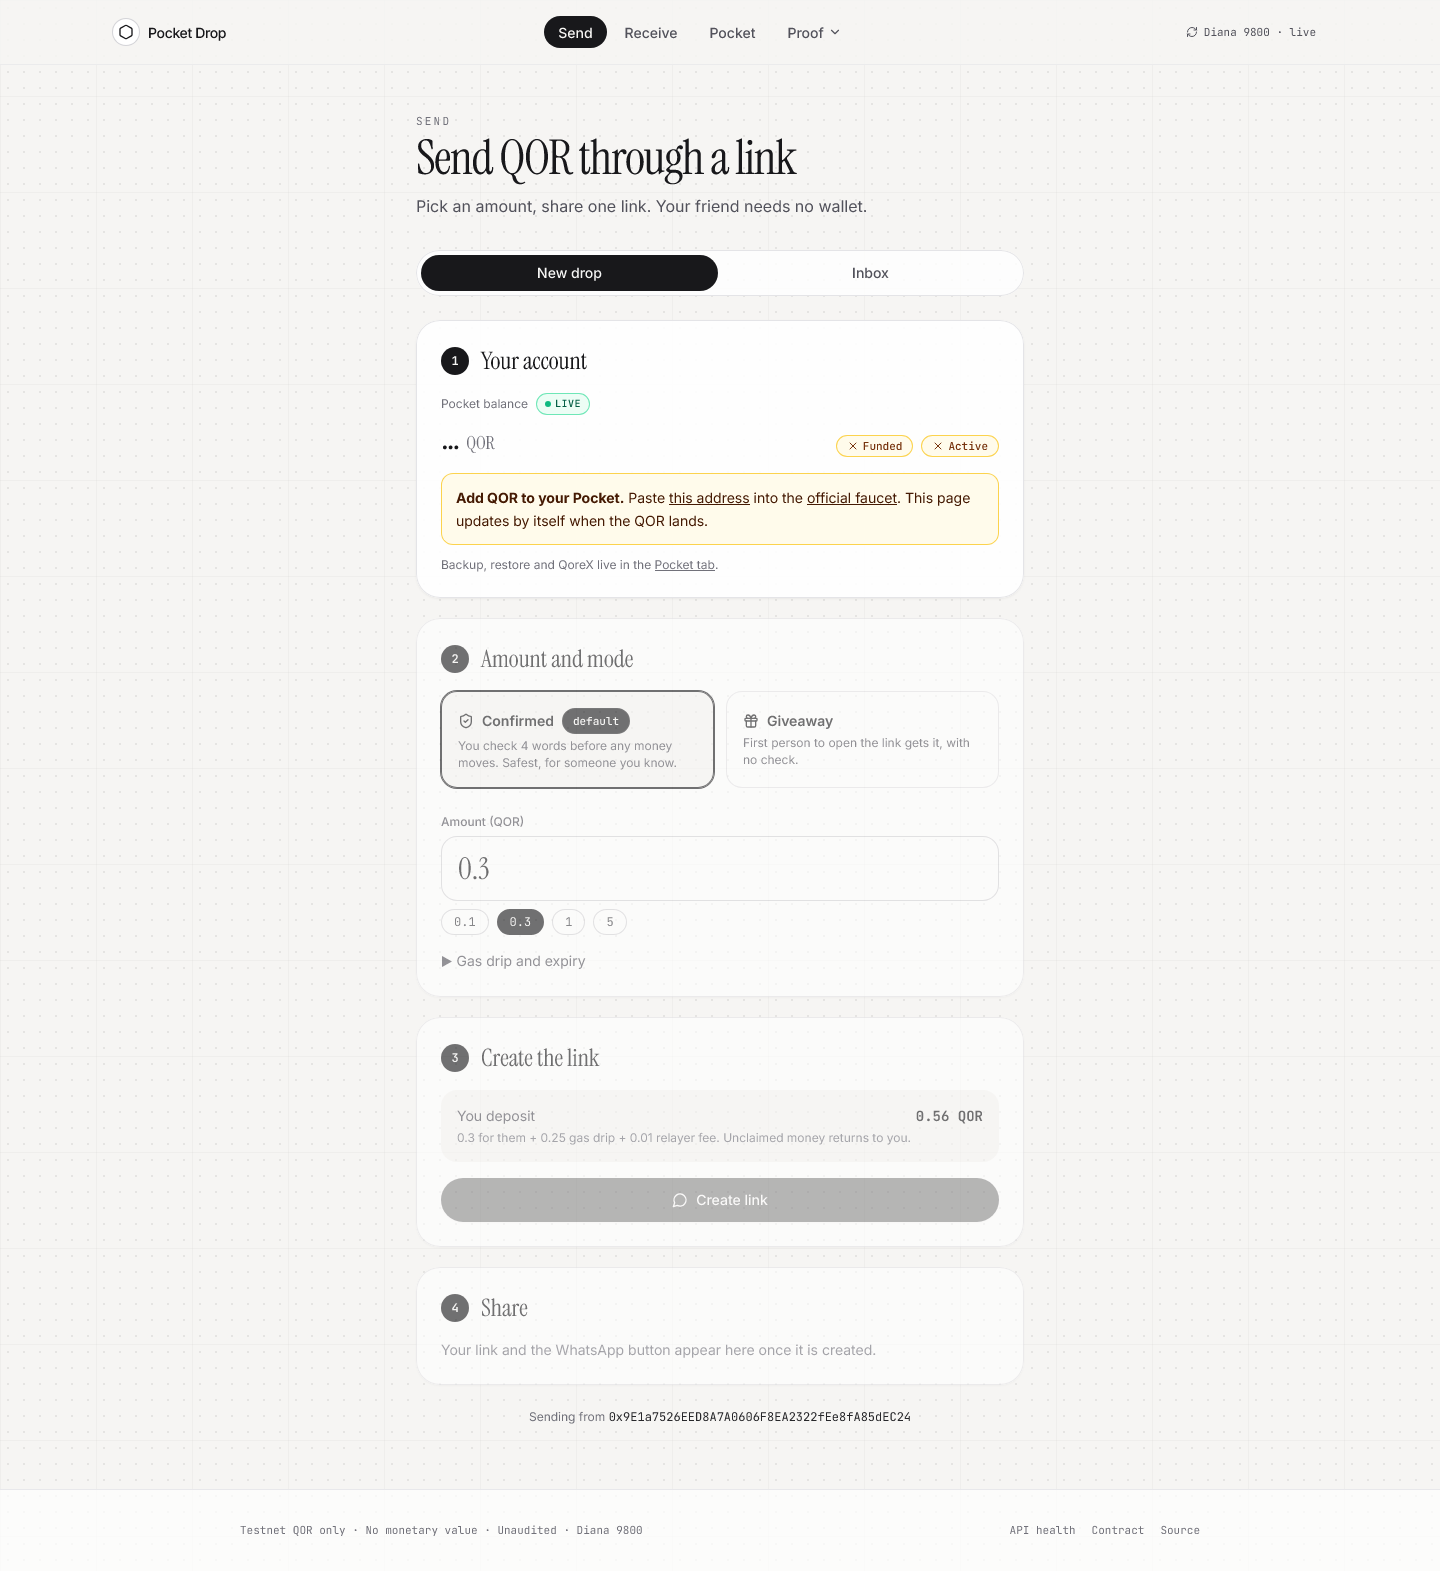 Pocket Drop
Send
Receive
Pocket
Proof
Diana 9800 · live
SEND
Send QOR through a link
Pick an amount, share one link. Your friend needs no wallet.
New drop
Inbox
1
Your account
Pocket balance
LIVE
... QOR
Funded
Active
Add QOR to your Pocket. Paste this address into the official faucet. This page
updates by itself when the QOR lands.
Backup, restore and QoreX live in the Pocket tab.
2
Amount and mode
Confirmed
default
You check 4 words before any money
moves. Safest, for someone you know.
Giveaway
First person to open the link gets it, with
no check.
Amount (QOR)
0.3
0.1
0.3
1
5
Gas drip and expiry
3
Create the link
You deposit
0.56 QOR
0.3 for them + 0.25 gas drip + 0.01 relayer fee. Unclaimed money returns to you.
Create link
4
Share
Your link and the WhatsApp button appear here once it is created.
Sending from 0x9E1a7526EED8A7A0606F8EA2322fEe8fA85dEC24
Testnet QOR only · No monetary value · Unaudited · Diana 9800
API health
Contract
Source